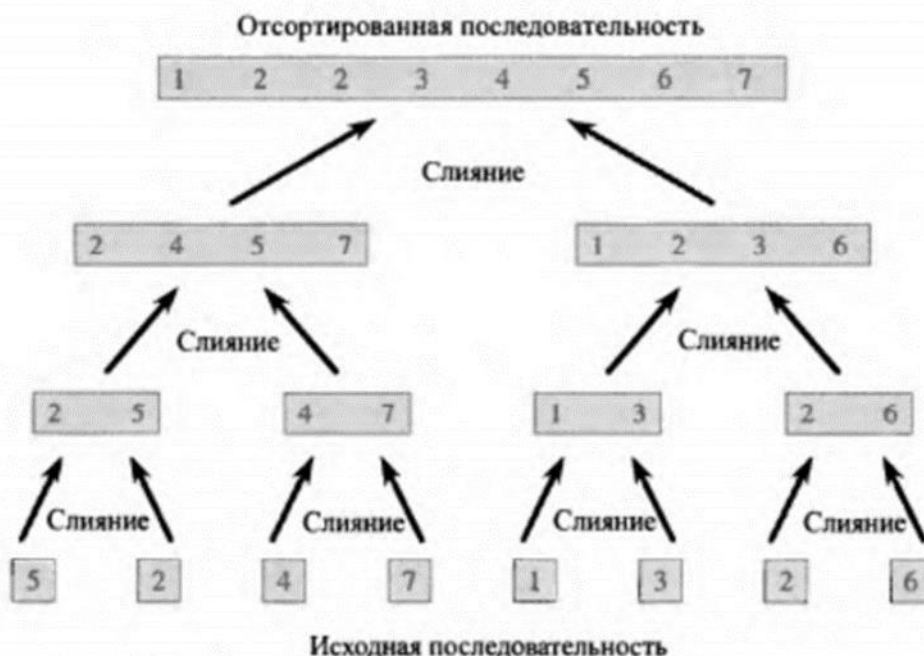 Отсортированная последовательность
1 2 2 3 4 5 6 7
Слияние
2 4 5 7 1 2 3 6
Слияние Слияние
2 5 4 7 1 3 2 6
Слияние Слияние Слияние Слияние
5 2 4 7 1 3 2 6
Исходная последовательность